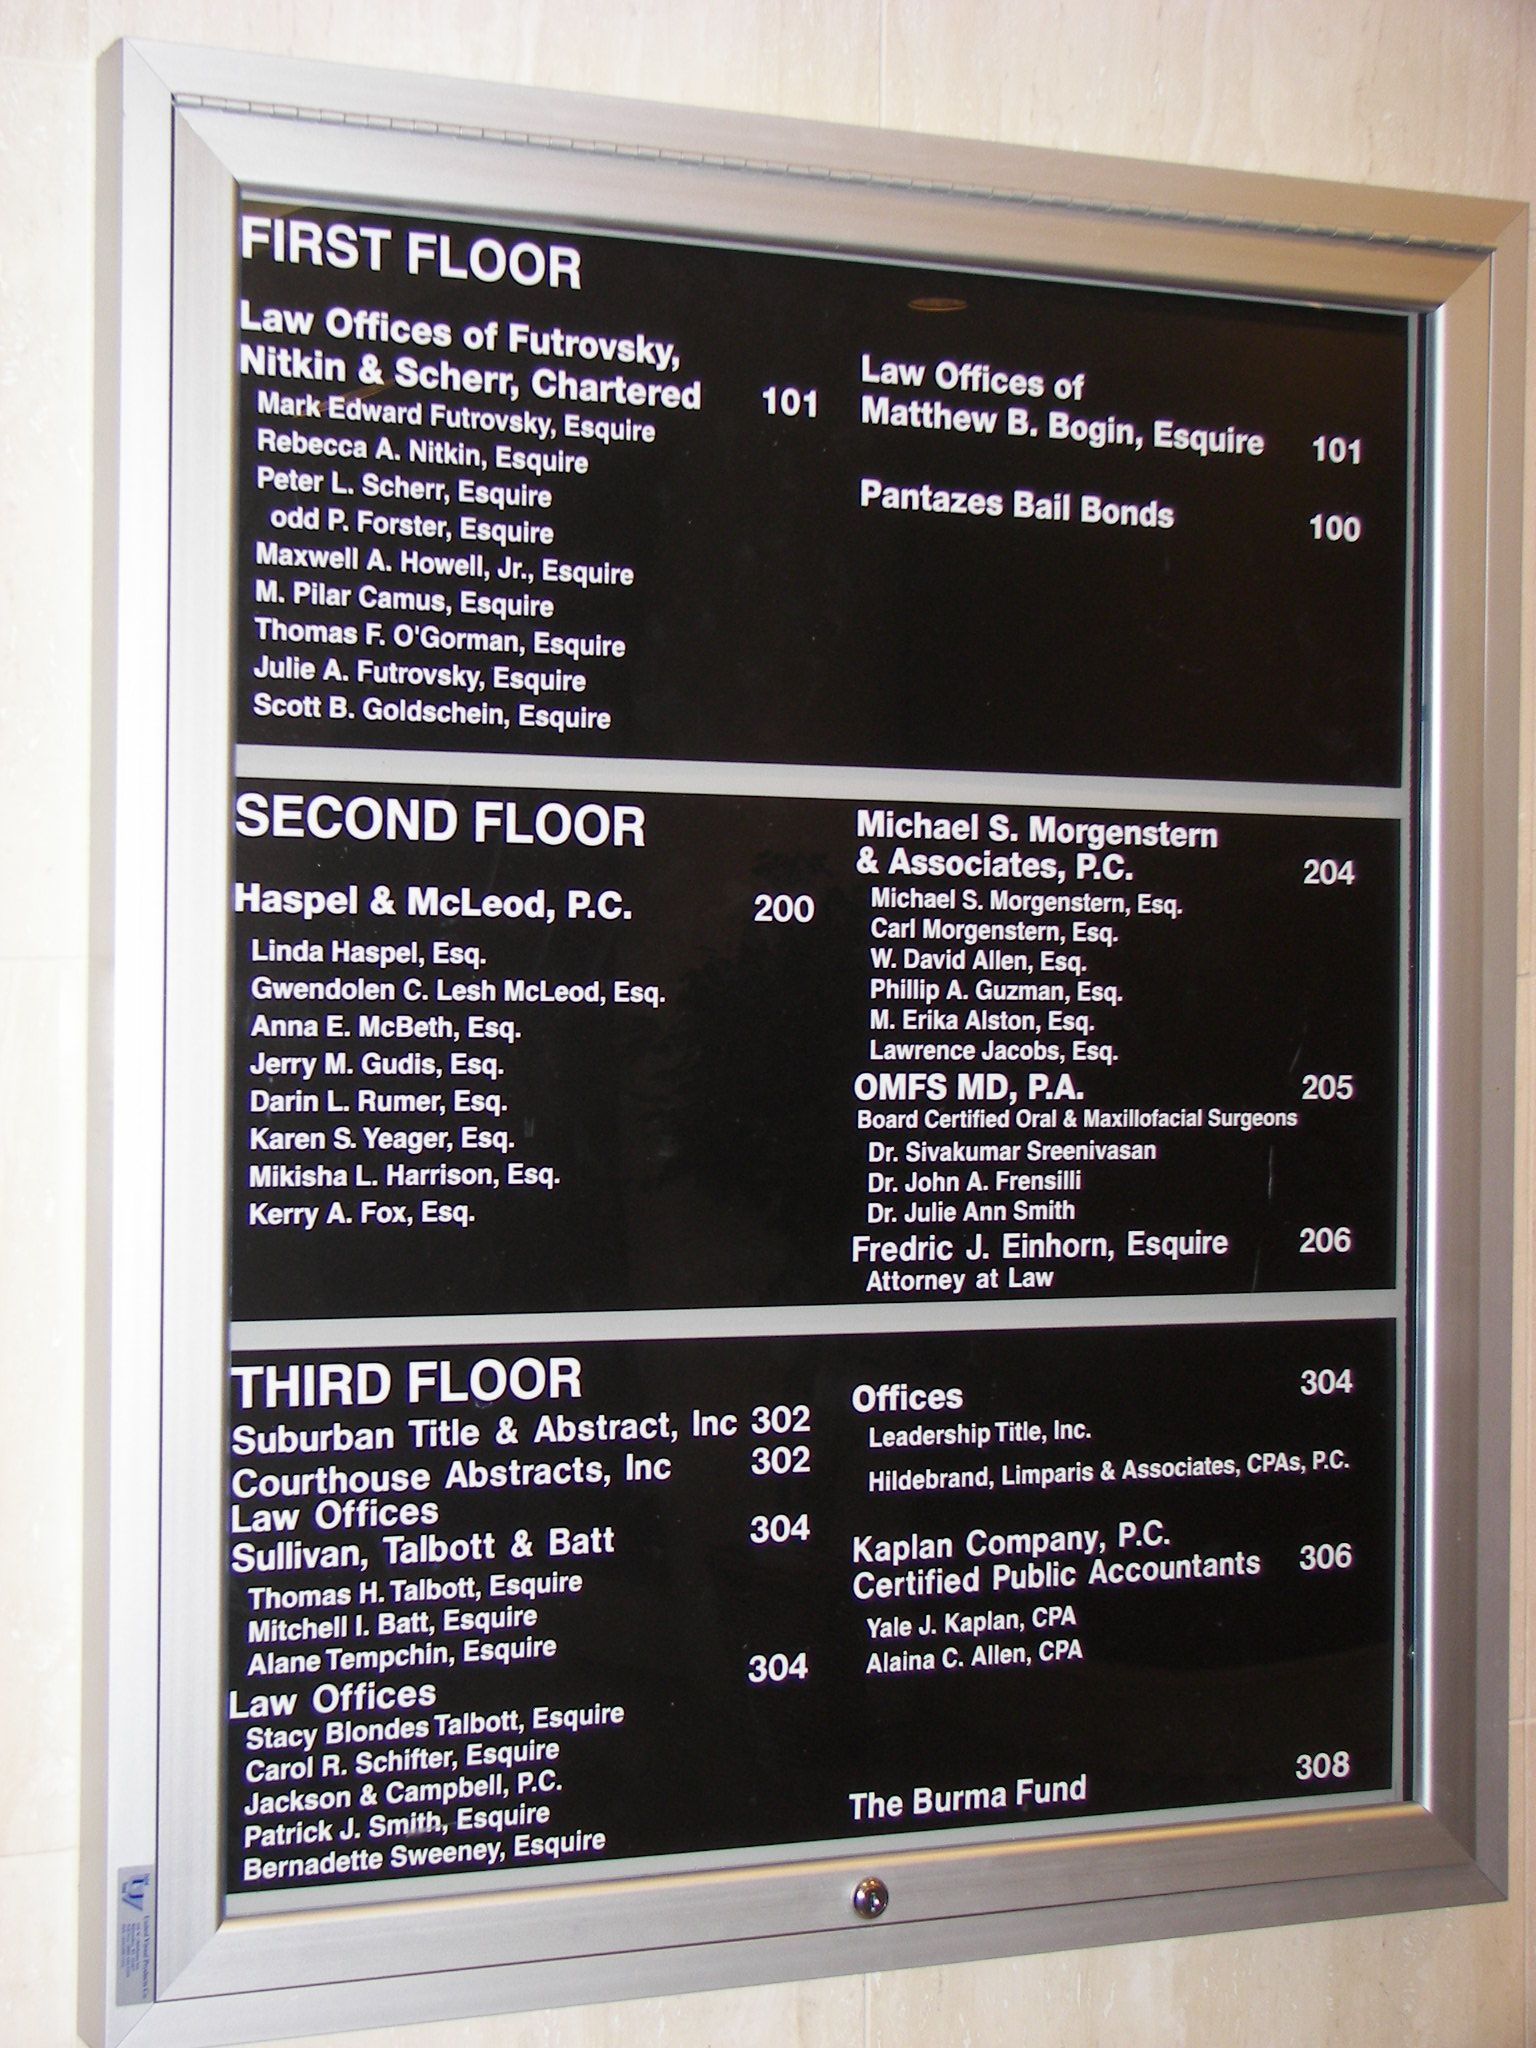 FIRST FLOOR
Law Offices of Futrovsky,
Nitkin & Scherr, Chartered 101
Mark Edward Futrovsky, Esquire
Rebecca A. Nitkin, Esquire
Peter L. Scherr, Esquire
odd P. Forster, Esquire
Maxwell A. Howell, Jr., Esquire
M. Pilar Camus, Esquire
Thomas F. O'Gorman, Esquire
Julie A. Futrovsky, Esquire
Scott B. Goldschein, Esquire
Law Offices of
Matthew B. Bogin, Esquire 101
Pantazes Bail Bonds 100
SECOND FLOOR
Haspel & McLeod, P.C. 200
Linda Haspel, Esq.
Gwendolen C. Lesh McLeod, Esq.
Anna E. McBeth, Esq.
Jerry M. Gudis, Esq.
Darin L. Rumer, Esq.
Karen S. Yeager, Esq.
Mikisha L. Harrison, Esq.
Kerry A. Fox, Esq.
Michael S. Morgenstern
& Associates, P.C. 204
Michael S. Morgenstern, Esq.
Carl Morgenstern, Esq.
W. David Allen, Esq.
Phillip A. Guzman, Esq.
M. Erika Alston, Esq.
Lawrence Jacobs, Esq.
OMFS MD, P.A. 205
Board Certified Oral & Maxillofacial Surgeons
Dr. Sivakumar Sreenivasan
Dr. John A. Frensilli
Dr. Julie Ann Smith
Fredric J. Einhorn, Esquire 206
Attorney at Law
THIRD FLOOR
Suburban Title & Abstract, Inc 302
Courthouse Abstracts, Inc 302
Law Offices
Sullivan, Talbott & Batt 304
Thomas H. Talbott, Esquire
Mitchell I. Batt, Esquire
Alane Tempchin, Esquire
Law Offices 304
Stacy Blondes Talbott, Esquire
Carol R. Schifter, Esquire
Jackson & Campbell, P.C.
Patrick J. Smith, Esquire
Bernadette Sweeney, Esquire
Offices 304
Leadership Title, Inc.
Hildebrand, Limparis & Associates, CPAs, P.C.
Kaplan Company, P.C.
Certified Public Accountants 306
Yale J. Kaplan, CPA
Alaina C. Allen, CPA
The Burma Fund 308